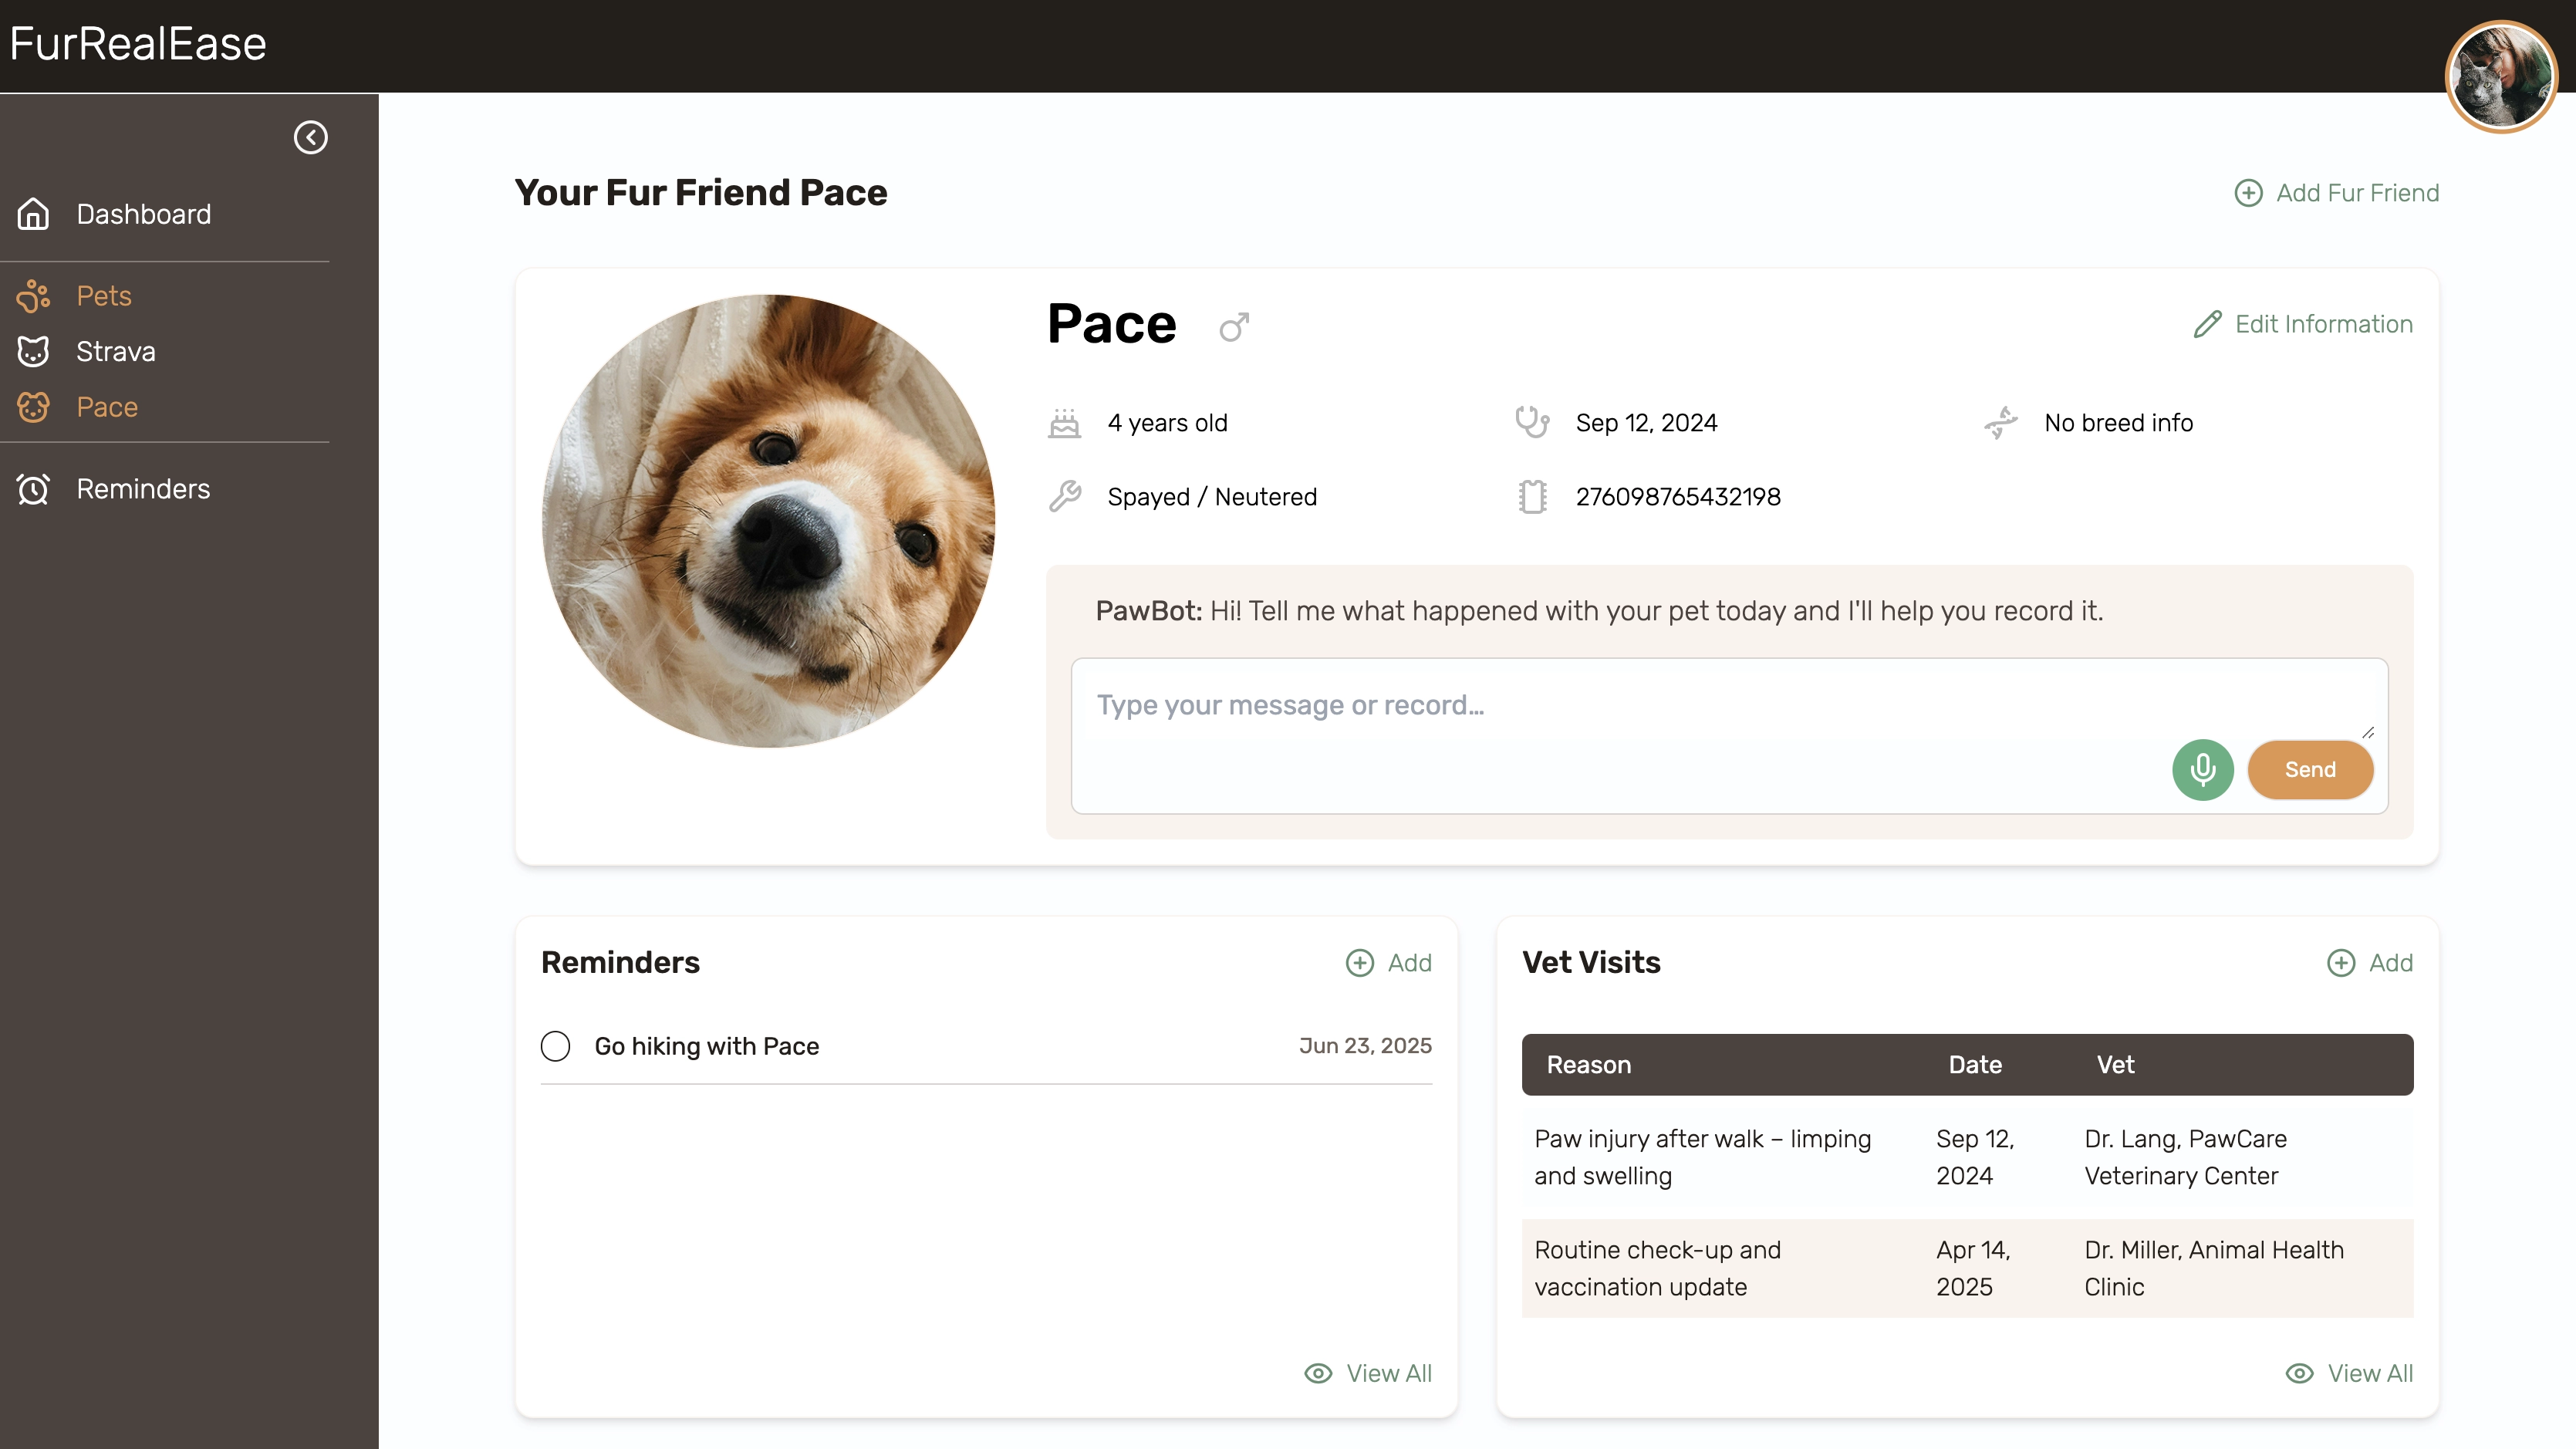 FurRealEase
Dashboard
Pets
Strava
Pace
Reminders
Your Fur Friend Pace
Add Fur Friend
Pace
Edit Information
4 years old
Sep 12, 2024
No breed info
Spayed / Neutered
276098765432198
PawBot: Hi! Tell me what happened with your pet today and I'll help you record it.
Type your message or record...
Send
Reminders
Add
Go hiking with Pace
Jun 23, 2025
View All
Vet Visits
Add
Reason Date Vet
Paw injury after walk – limping
and swelling
Sep 12,
2024
Dr. Lang, PawCare
Veterinary Center
Routine check-up and
vaccination update
Apr 14,
2025
Dr. Miller, Animal Health
Clinic
View All